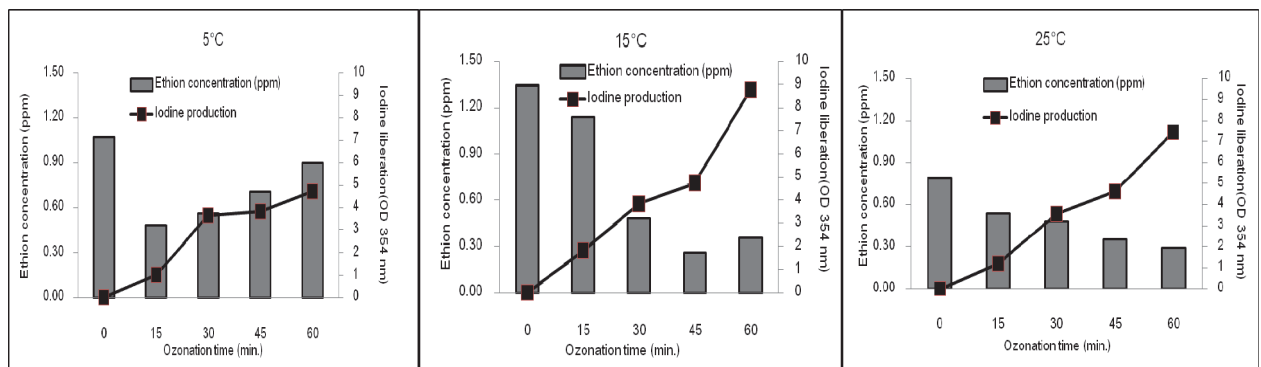 5°C
Ethion concentration (ppm)
1.50
1.20
0.90
0.60
0.30
0.00
Ethion concentration (ppm)
Iodine production
10
9
8
7
6
5
4
3
2
1
0
Iodine liberation(OD 354 nm)
0 15 30 45 60
Ozonation time (min.)
15°C
Ethion concentration (ppm)
1.50
1.20
0.90
0.60
0.30
0.00
Ethion concentration (ppm)
Iodine production
10
9
8
7
6
5
4
3
2
1
0
Iodine liberation(OD 354 nm)
0 15 30 45 60
Ozonation time (min.)
25°C
Ethion concentration (ppm)
1.50
1.20
0.90
0.60
0.30
0.00
Ethion concentration (ppm)
Iodine production
10
9
8
7
6
5
4
3
2
1
0
Iodine liberation(OD 354 nm)
0 15 30 45 60
Ozonation time (min.)